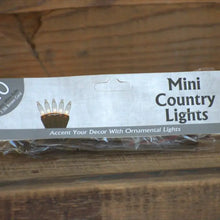 Mini
Country
Lights
Accent Your Decor With Ornamental Lights